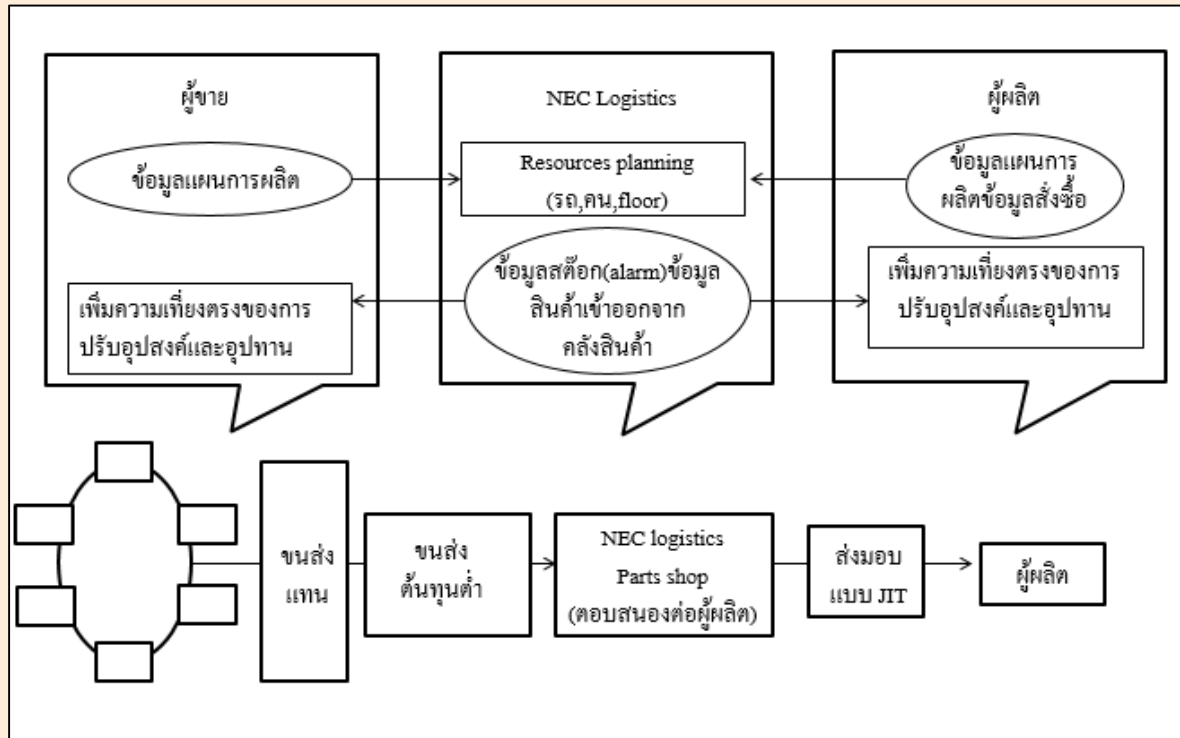 ผู้ขาย
ข้อมูลแผนการผลิต
เพิ่มความเที่ยงตรงของการ
ปรับอุปสงค์และอุปทาน
NEC Logistics
Resources planning
(รถ,คน,floor)
ข้อมูลสต๊อก(alarm)ข้อมูล
สินค้าเข้าออกจาก
คลังสินค้า
ผู้ผลิต
ข้อมูลแผนการ
ผลิตข้อมูลสั่งซื้อ
เพิ่มความเที่ยงตรงของการ
ปรับอุปสงค์และอุปทาน
ขนส่ง
แทน
ขนส่ง
ต้นทุนต่ำ
NEC logistics
Parts shop
(ตอบสนองต่อผู้ผลิต)
ส่งมอบ
แบบ JIT
ผู้ผลิต